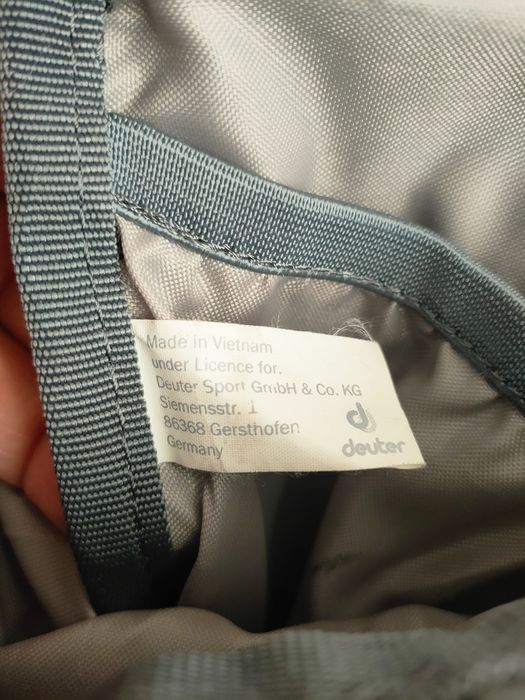 Made in Vietnam
under Licence for.
Deuter Sport GmbH & Co. KG
Siemensstr. 1
86368 Gersthofen
Germany
deuter